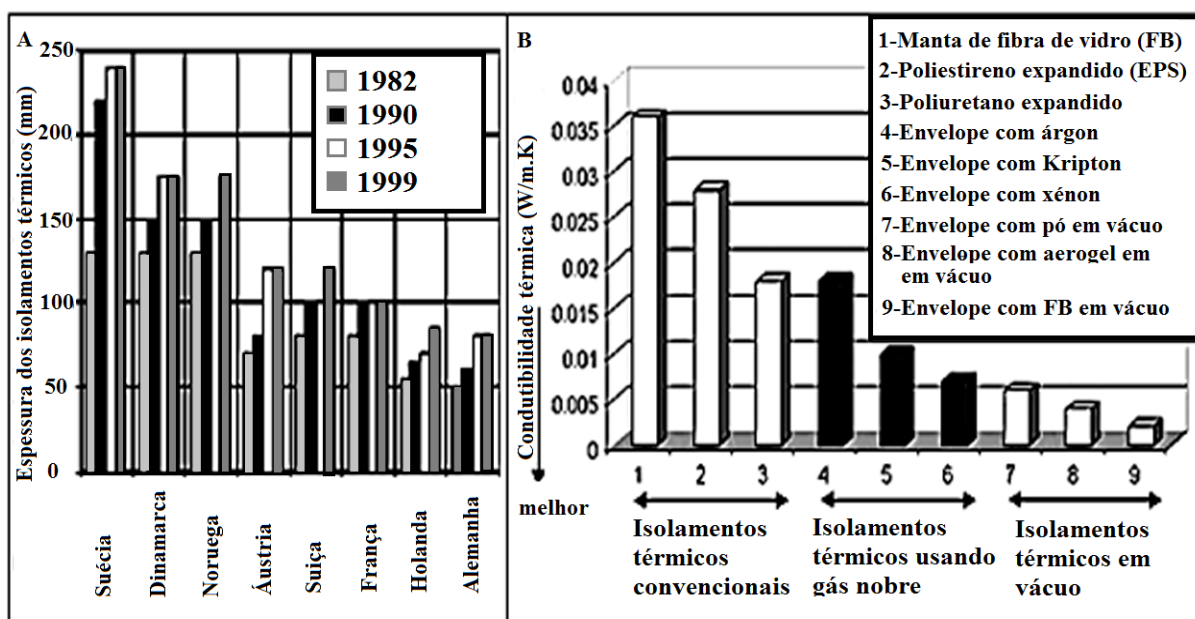 A
Espessura dos isolamentos térmicos (mm)
250
200
150
100
50
0
1982
1990
1995
1999
Suécia
Dinamarca
Noruega
Áustria
Suiça
França
Holanda
Alemanha
B
Condutibilidade térmica (W/m.K)
melhor
0.04
0.035
0.03
0.025
0.02
0.015
0.01
0.005
0
1-Manta de fibra de vidro (FB)
2-Poliestireno expandido (EPS)
3-Poliuretano expandido
4-Envelope com árgon
5-Envelope com Kripton
6-Envelope com xénon
7-Envelope com pó em vácuo
8-Envelope com aerogel em
em vácuo
9-Envelope com FB em vácuo
1 2 3 4 5 6 7 8 9
Isolamentos
térmicos
convencionais
Isolamentos
térmicos usando
gás nobre
Isolamentos
térmicos em
vácuo